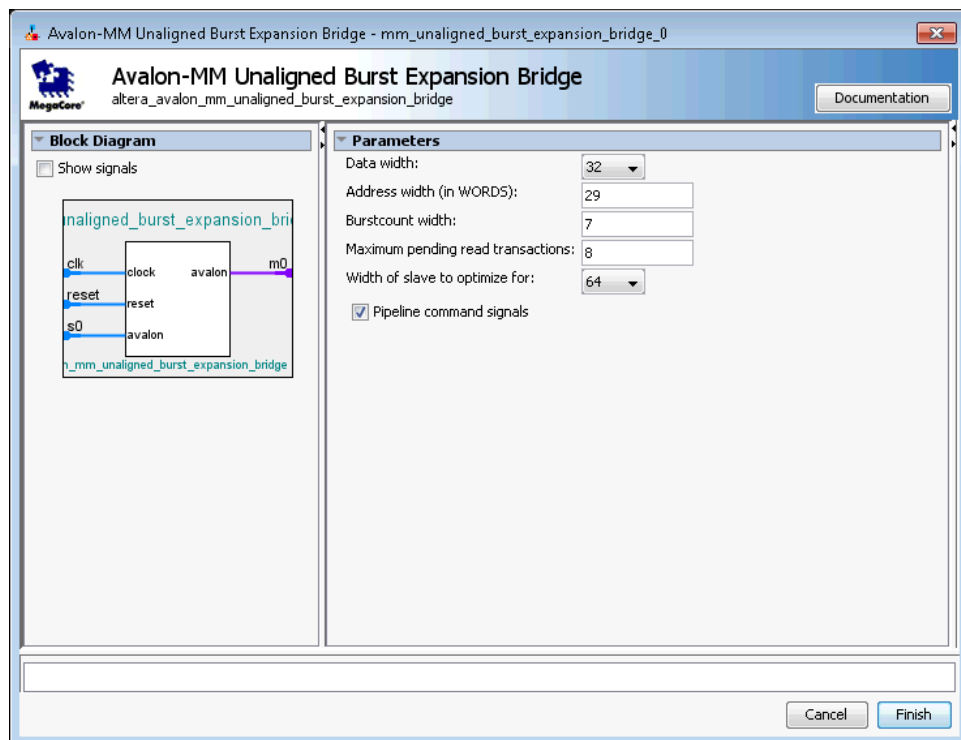 Avalon-MM Unaligned Burst Expansion Bridge - mm_unaligned_burst_expansion_bridge_0
Avalon-MM Unaligned Burst Expansion Bridge
altera_avalon_mm_unaligned_burst_expansion_bridge
MegaCore®
Documentation
Block Diagram
Show signals
unaligned_burst_expansion_bri
clk
clock
avalon
m0
reset
reset
s0
avalon
n_mm_unaligned_burst_expansion_bridge
Parameters
Data width: 32
Address width (in WORDS): 29
Burstcount width: 7
Maximum pending read transactions: 8
Width of slave to optimize for: 64
Pipeline command signals
Cancel
Finish